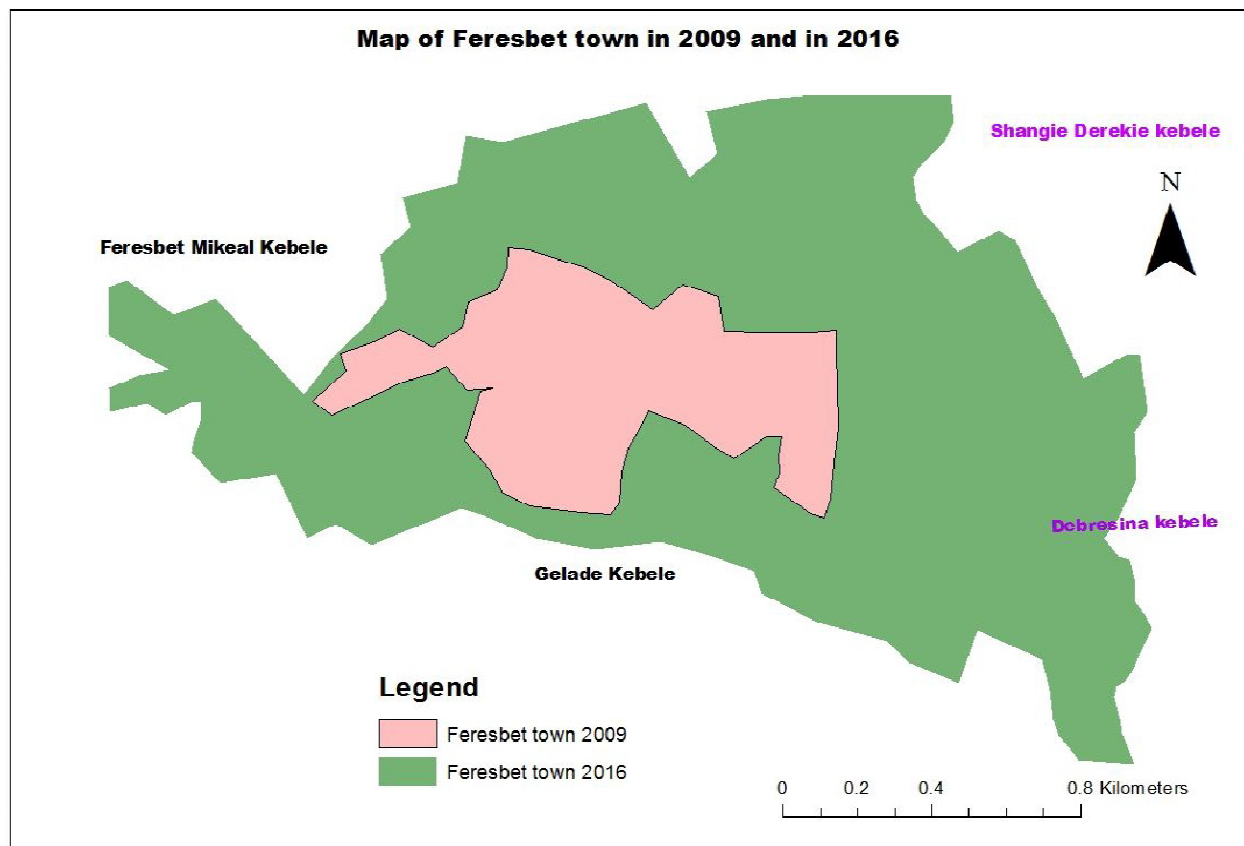 Map of Feresbet town in 2009 and in 2016
Shangie Derekie kebele
N
Feresbet Mikeal Kebele
Debresina kebele
Gelade Kebele
Legend
Feresbet town 2009
Feresbet town 2016
0 0.2 0.4 0.8 Kilometers